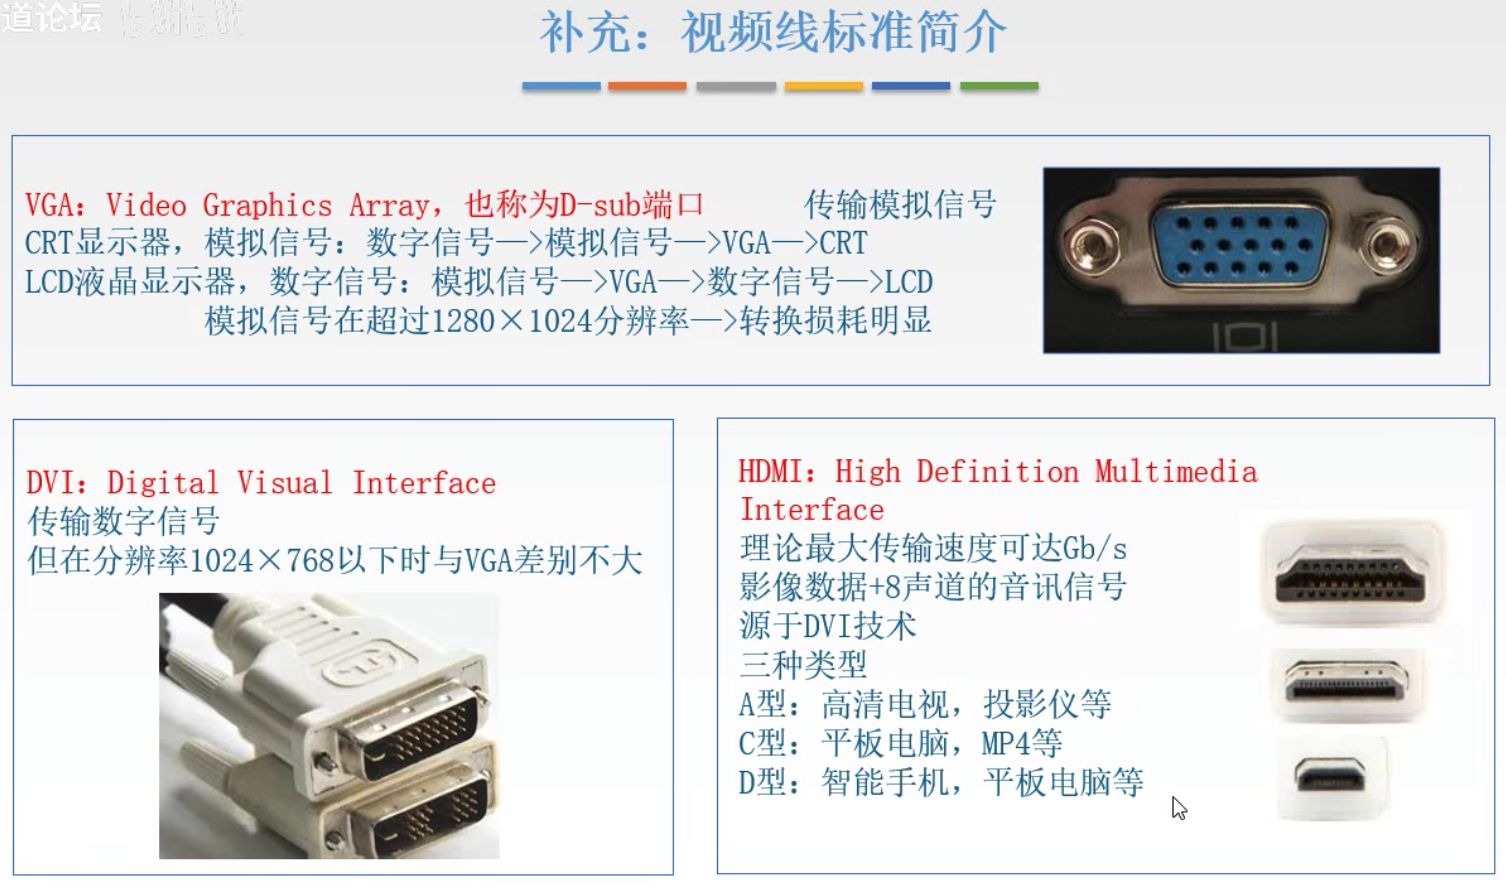 道论坛 bilibili
补充：视频线标准简介
VGA：Video Graphics Array，也称为D-sub端口 传输模拟信号
CRT显示器，模拟信号：数字信号—>模拟信号—>VGA—>CRT
LCD液晶显示器，数字信号：模拟信号—>VGA—>数字信号—>LCD
模拟信号在超过1280×1024分辨率—>转换损耗明显
DVI：Digital Visual Interface
传输数字信号
但在分辨率1024×768以下时与VGA差别不大
HDMI：High Definition Multimedia
Interface
理论最大传输速度可达Gb/s
影像数据+8声道的音讯信号
源于DVI技术
三种类型
A型：高清电视，投影仪等
C型：平板电脑，MP4等
D型：智能手机，平板电脑等